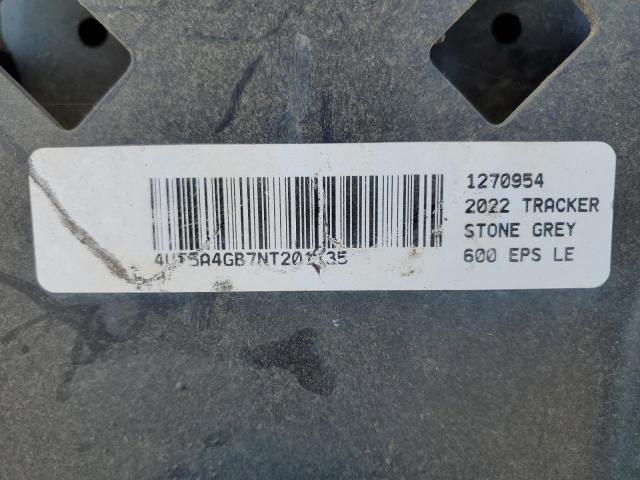 1270954
2022 TRACKER
STONE GREY
600 EPS LE